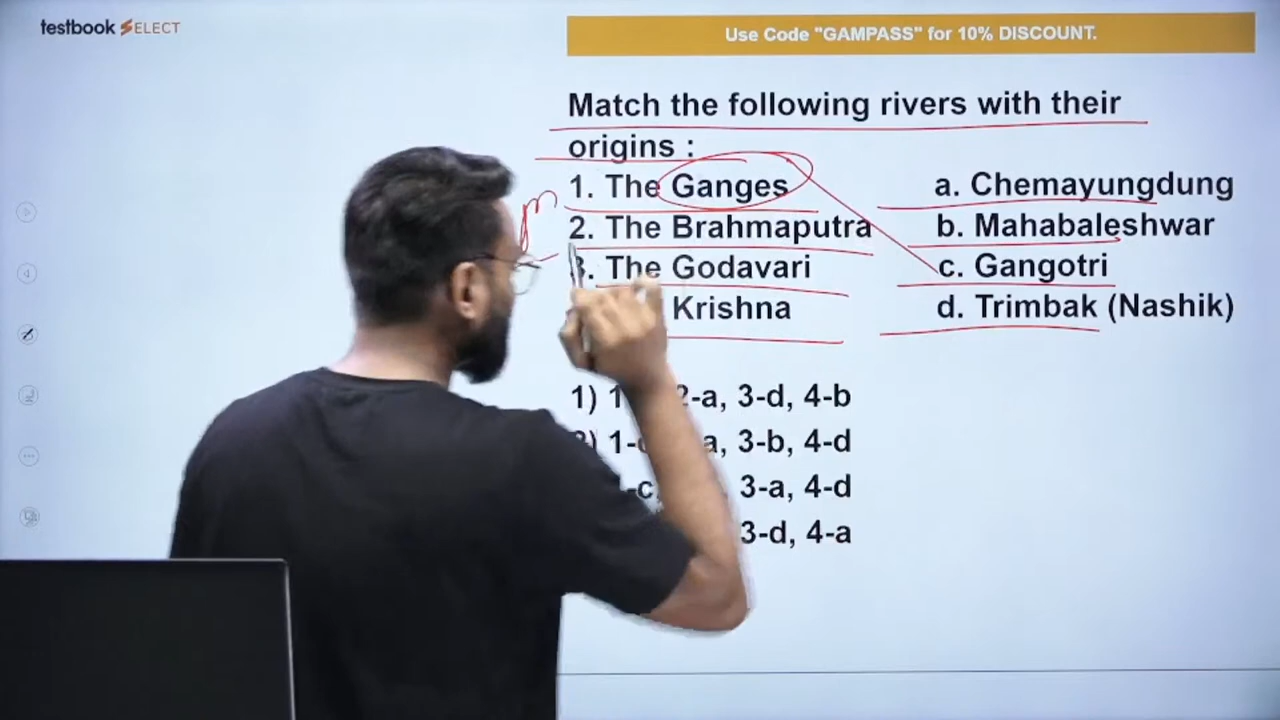 testbook SELECT
Use Code "GAMPASS" for 10% DISCOUNT.
Match the following rivers with their
origins :
1. The Ganges
a. Chemayungdung
2. The Brahmaputra
b. Mahabaleshwar
3. The Godavari
c. Gangotri
Krishna
d. Trimbak (Nashik)
1) 1 2-a, 3-d, 4-b
2) 1-c a, 3-b, 4-d
-c, 3-a, 4-d
3-d, 4-a